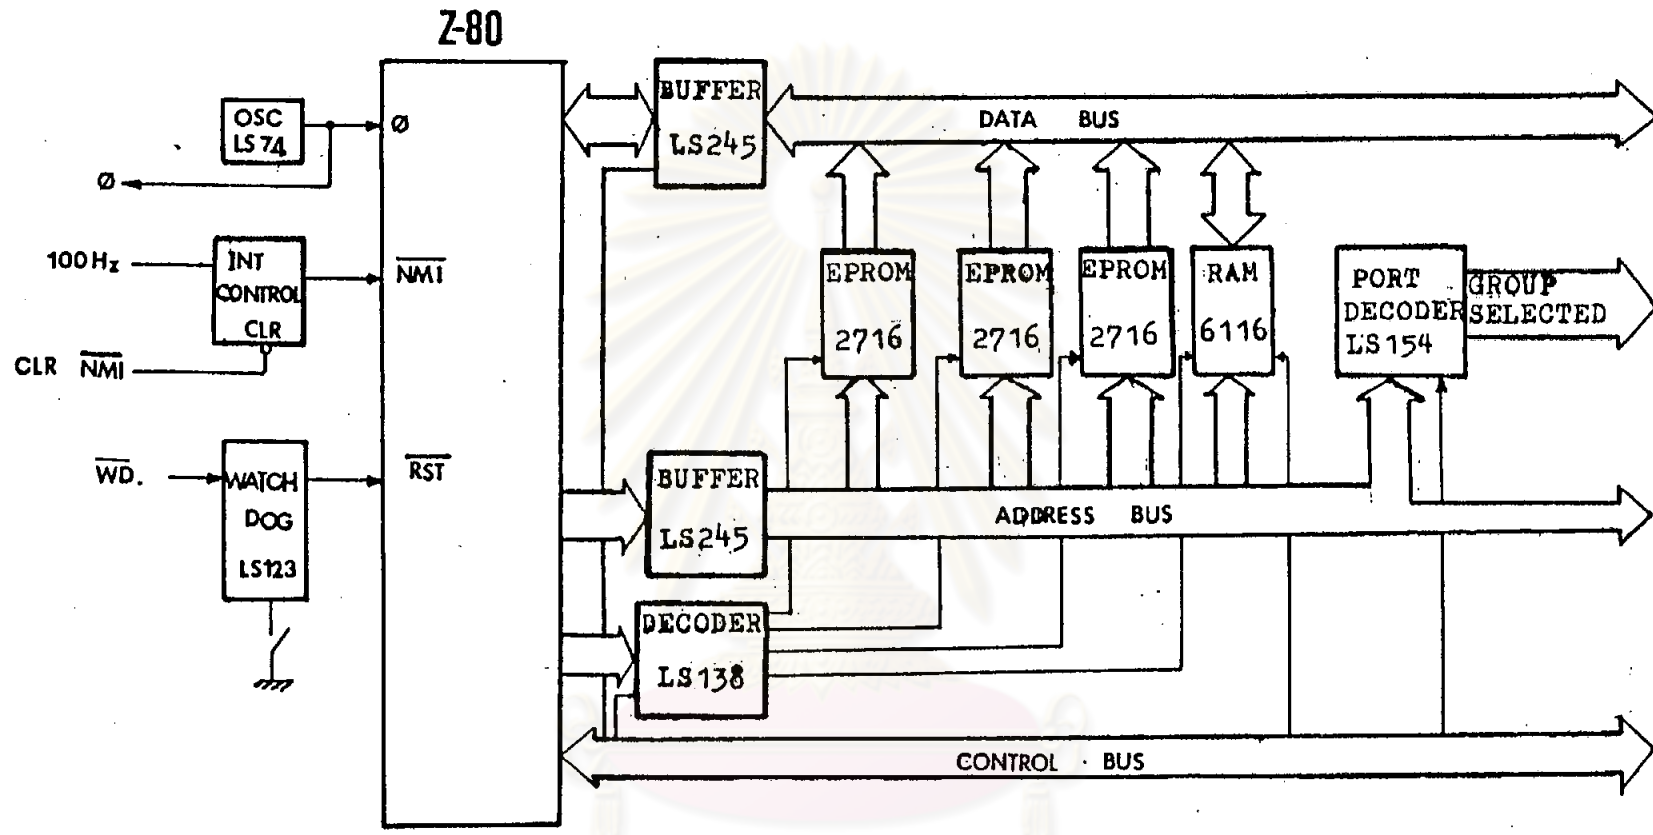 Z-80
OSC
LS74
Ø
Ø
100Hz
INT
CONTROL
CLR
NMI
CLR NMI
WD.
WATCH
DOG
LS123
RST
BUFFER
LS245
DATA BUS
EPROM
2716
EPROM
2716
EPROM
2716
RAM
6116
PORT
DECODER
LS154
GROUP
SELECTED
BUFFER
LS245
ADDRESS BUS
DECODER
LS138
CONTROL BUS